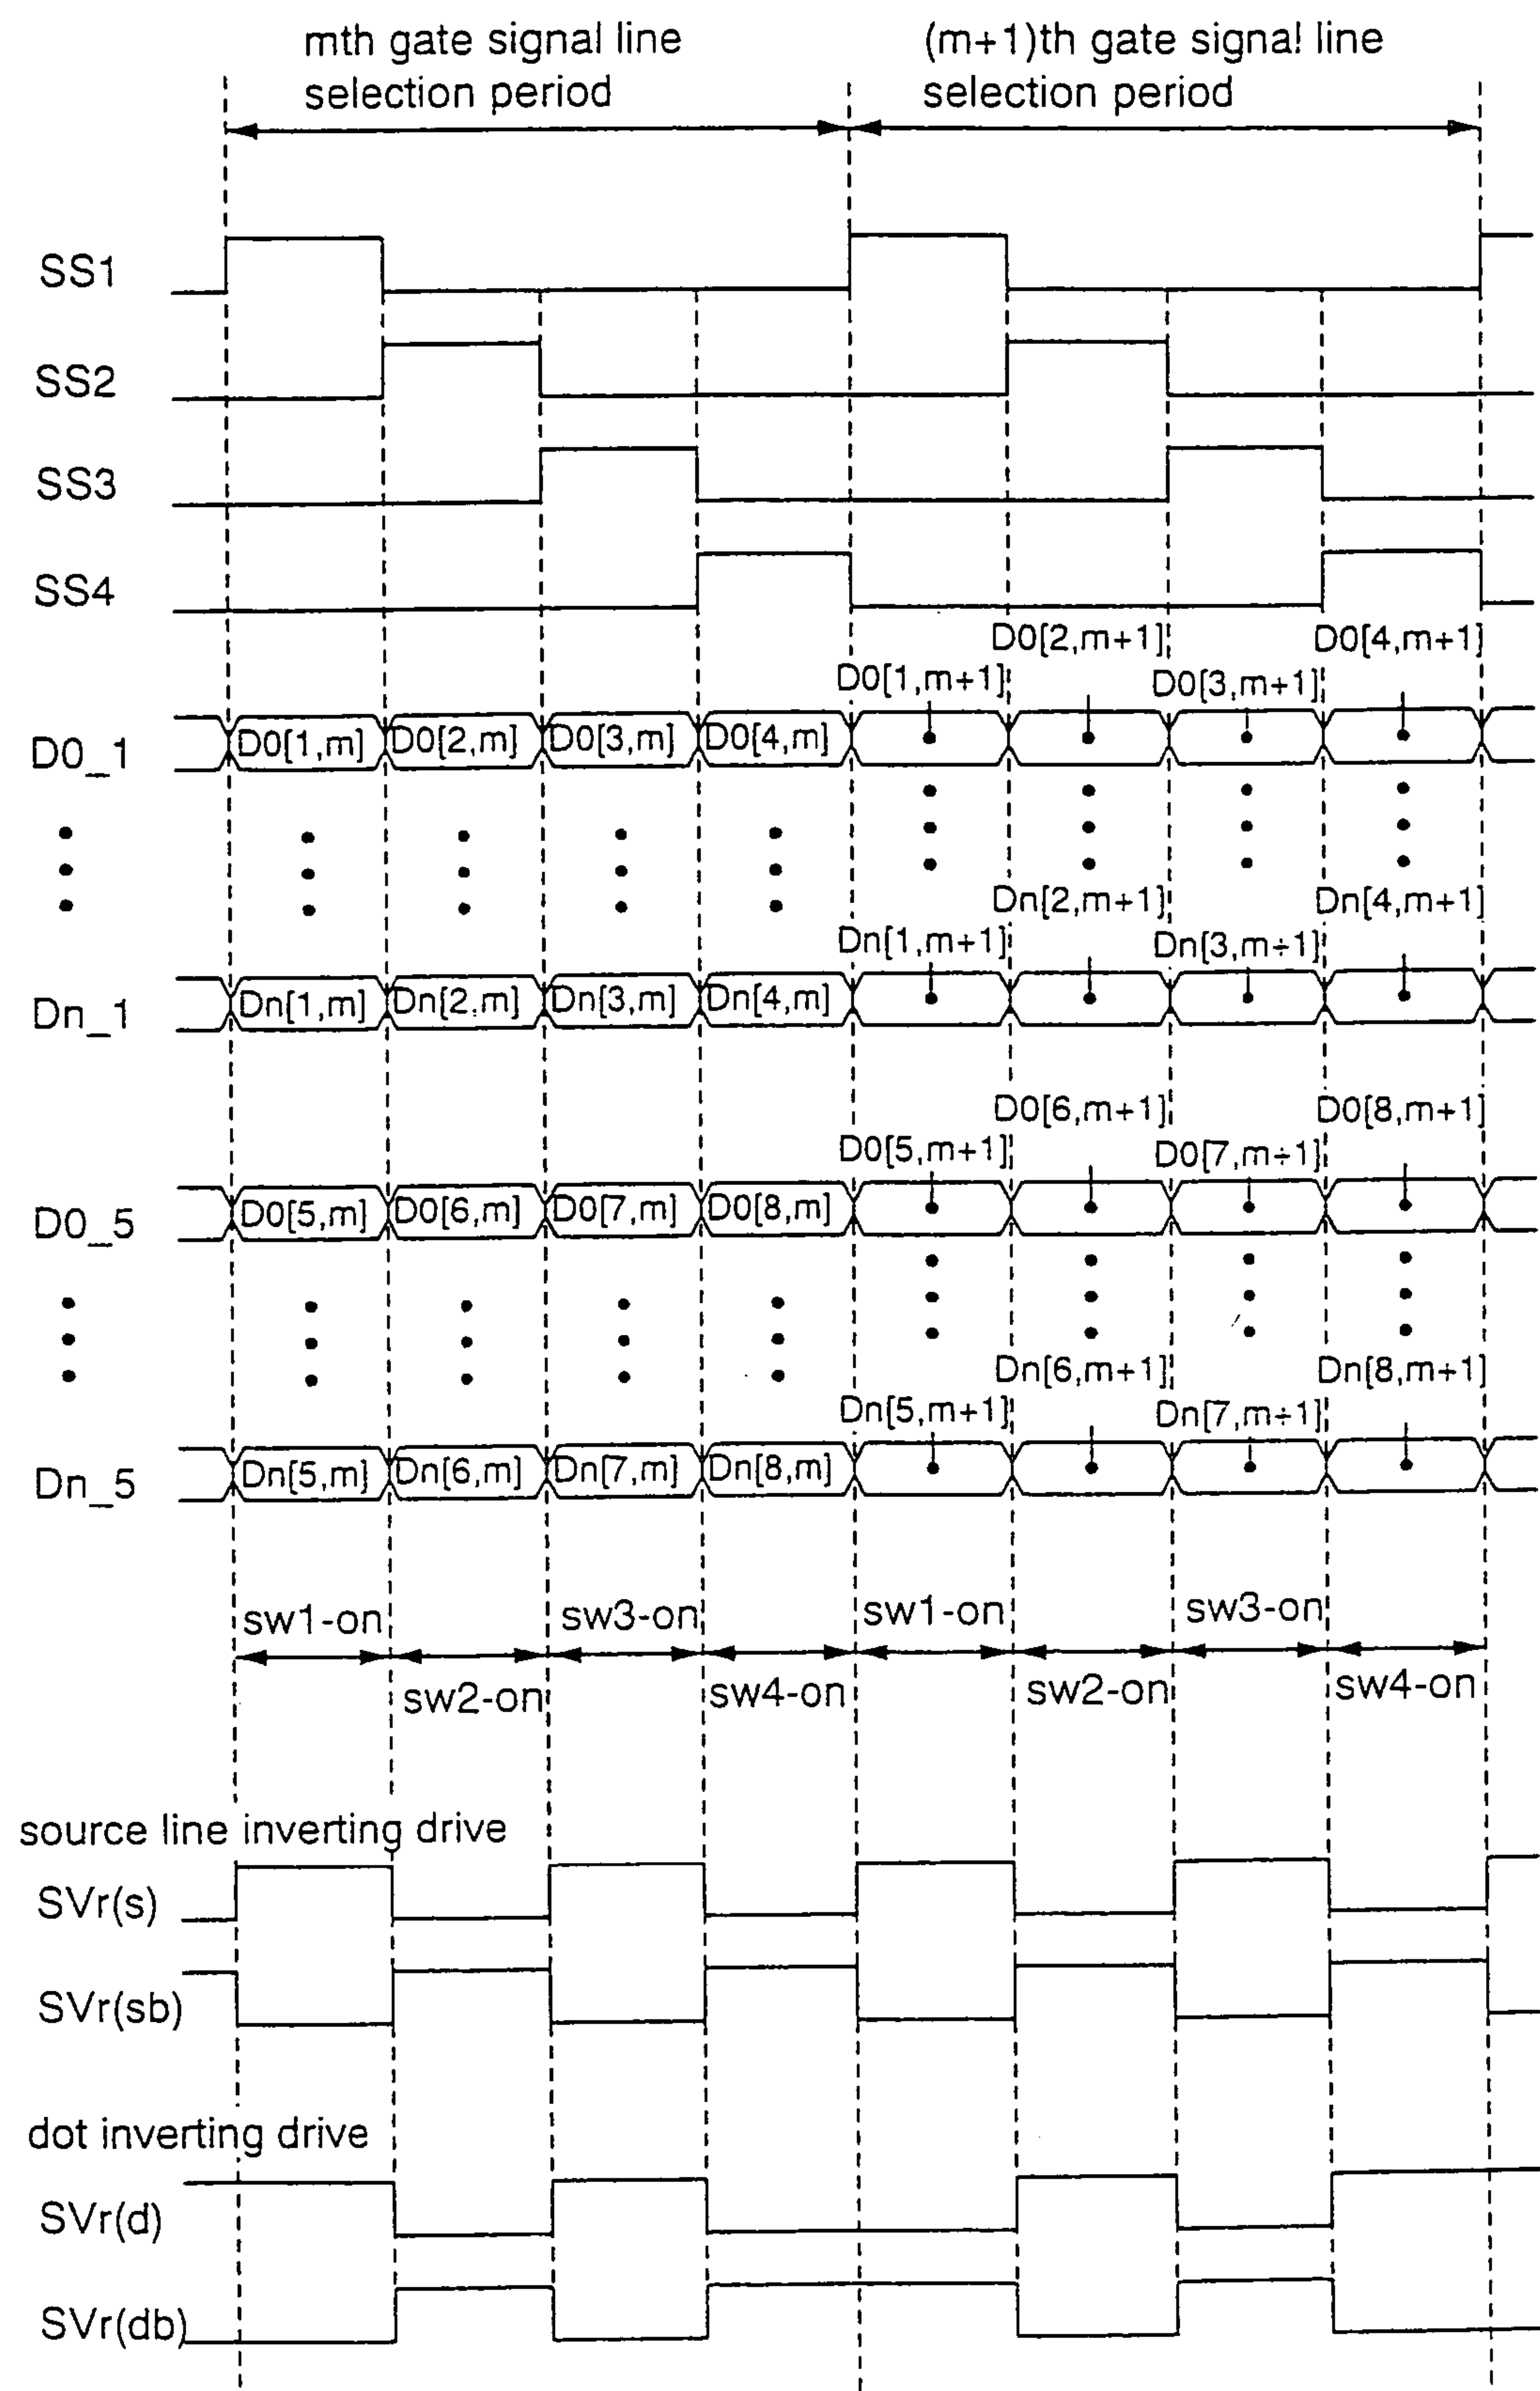 mth gate signal line
selection period
(m+1)th gate signal line
selection period
SS1
SS2
SS3
SS4
D0[2,m+1]
D0[4,m+1]
D0[1,m+1]
D0[3,m+1]
D0_1
D0[1,m]
D0[2,m]
D0[3,m]
D0[4,m]
Dn[2,m+1]
Dn[4,m+1]
Dn[1,m+1]
Dn[3,m+1]
Dn_1
Dn[1,m]
Dn[2,m]
Dn[3,m]
Dn[4,m]
D0[6,m+1]
D0[8,m+1]
D0[5,m+1]
D0[7,m+1]
D0_5
D0[5,m]
D0[6,m]
D0[7,m]
D0[8,m]
Dn[6,m+1]
Dn[8,m+1]
Dn[5,m+1]
Dn[7,m+1]
Dn_5
Dn[5,m]
Dn[6,m]
Dn[7,m]
Dn[8,m]
sw1-on
sw3-on
sw1-on
sw3-on
sw2-on
sw4-on
sw2-on
sw4-on
source line inverting drive
SVr(s)
SVr(sb)
dot inverting drive
SVr(d)
SVr(db)